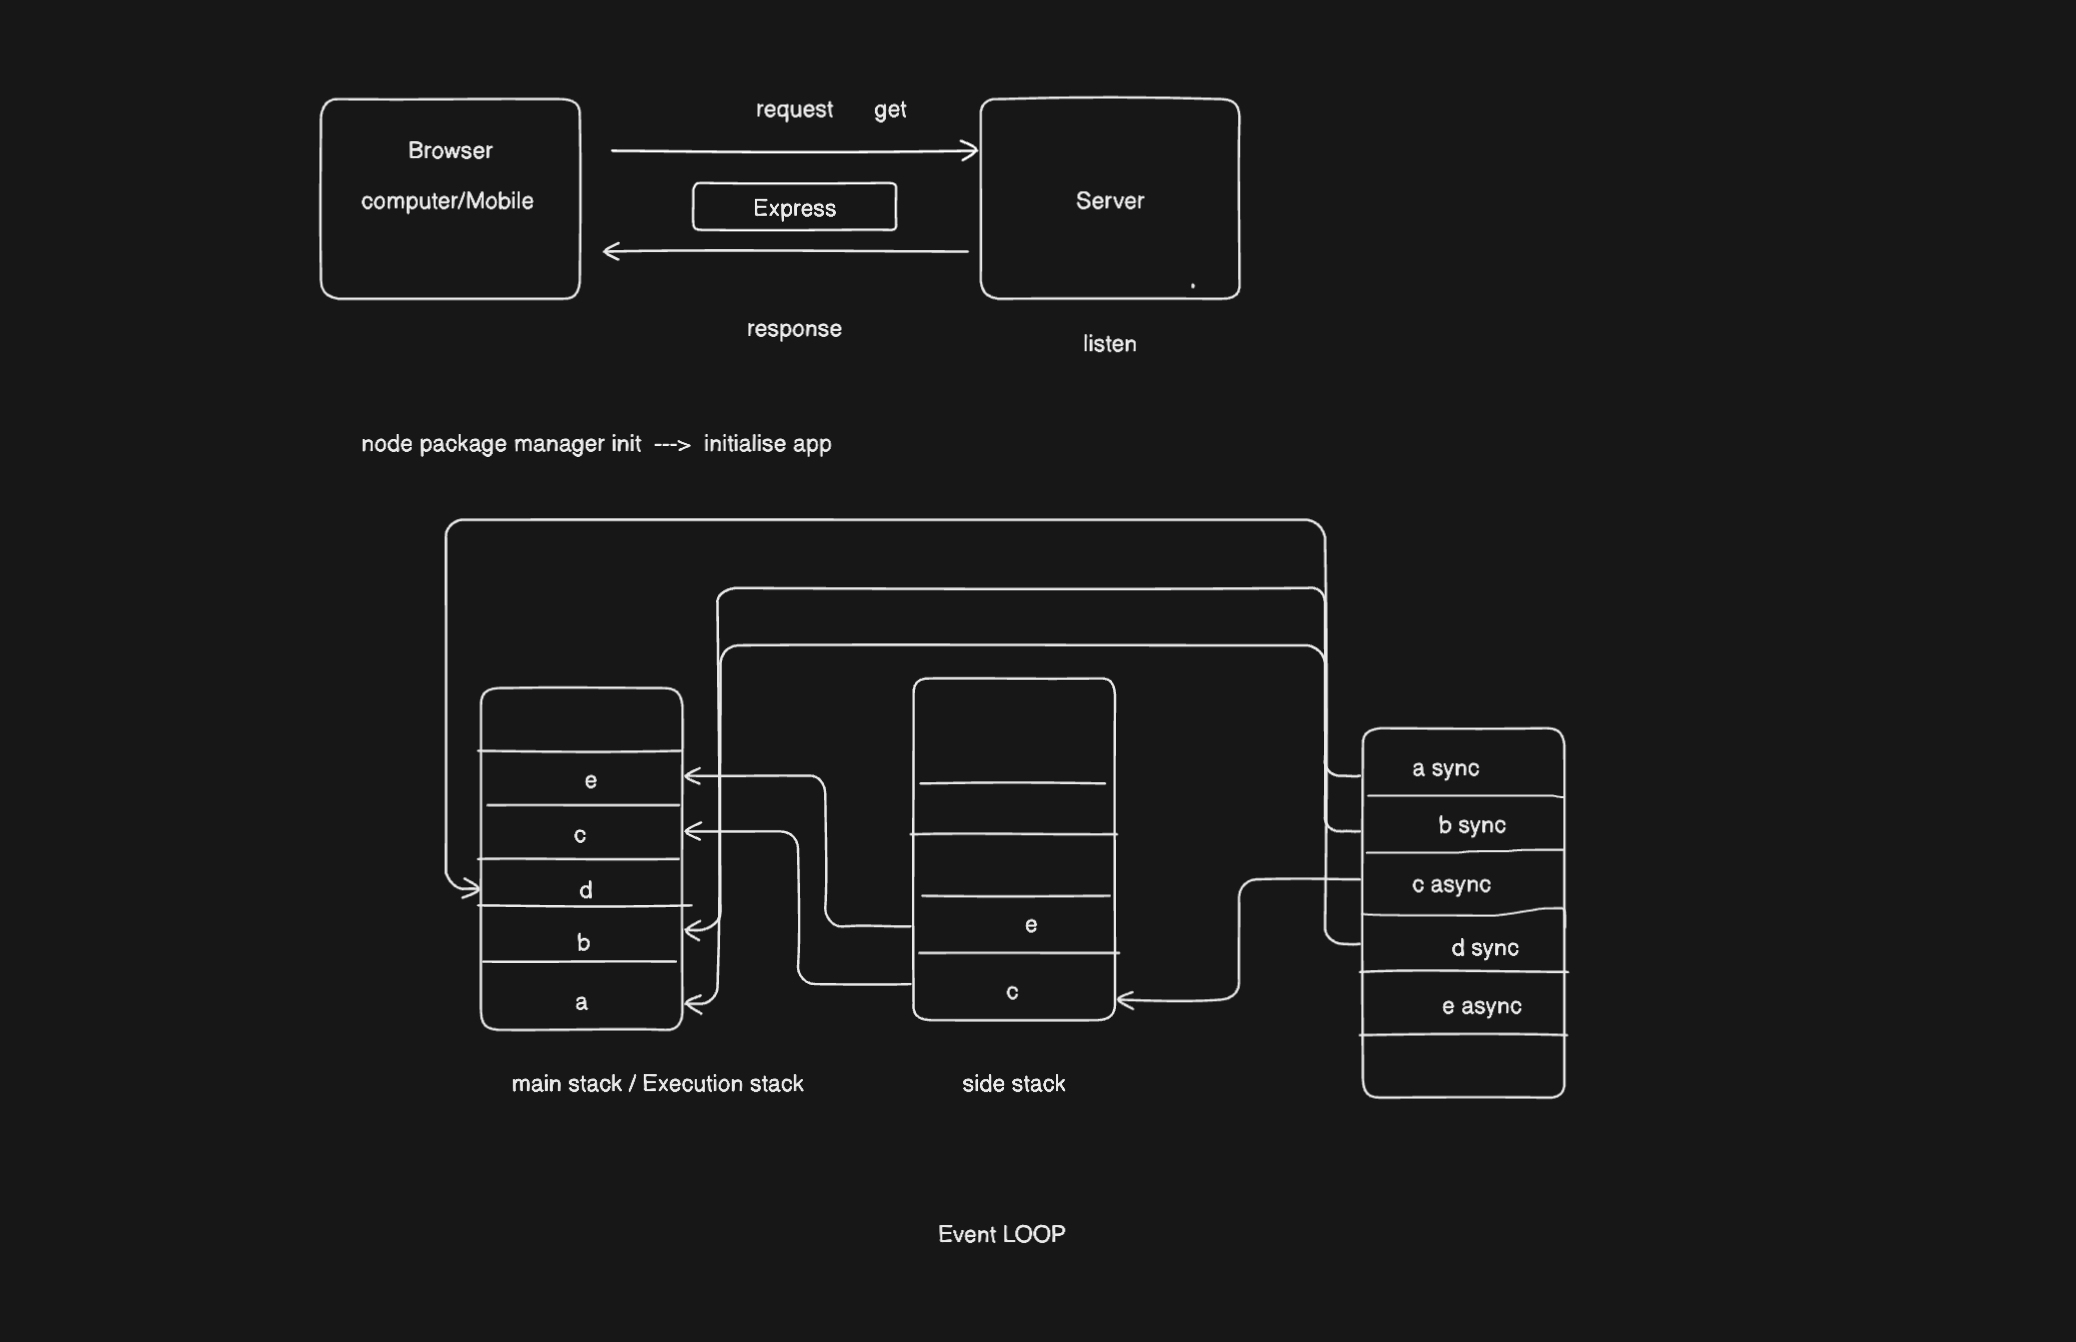 request get
Browser
computer/Mobile
Express
Server
response
listen
node package manager init ---> initialise app
e
c
d
b
a
main stack / Execution stack
e
c
side stack
a sync
b sync
c async
d sync
e async
Event LOOP